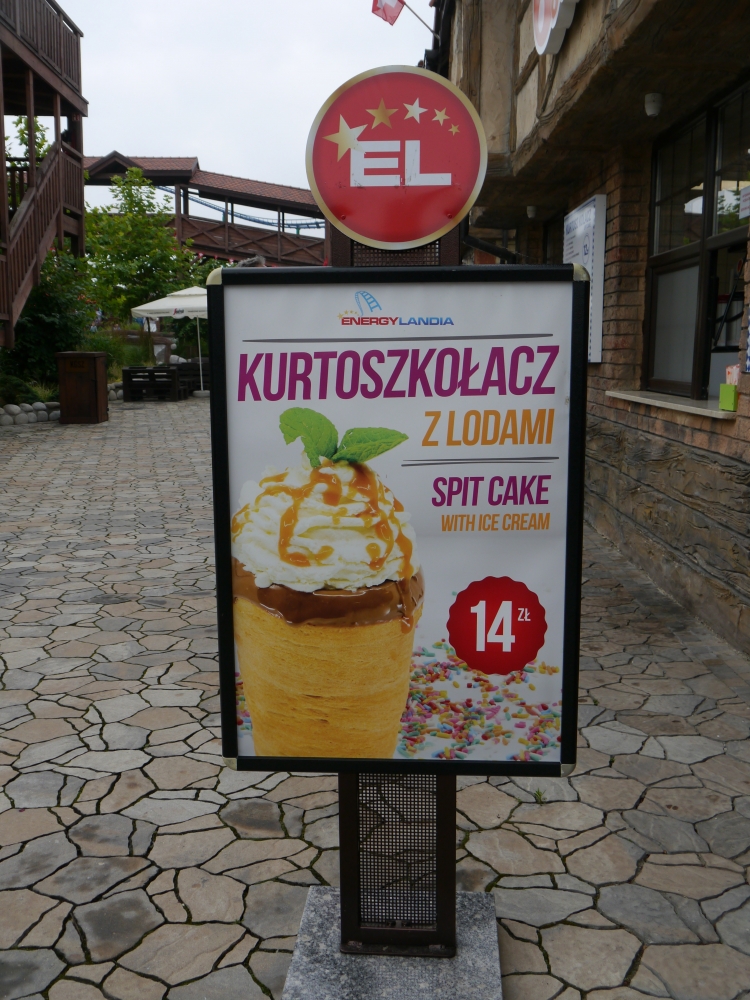 EL
ENERGYLANDIA
KURTOSZKOŁACZ
Z LODAMI
SPIT CAKE
WITH ICE CREAM
14 ZŁ